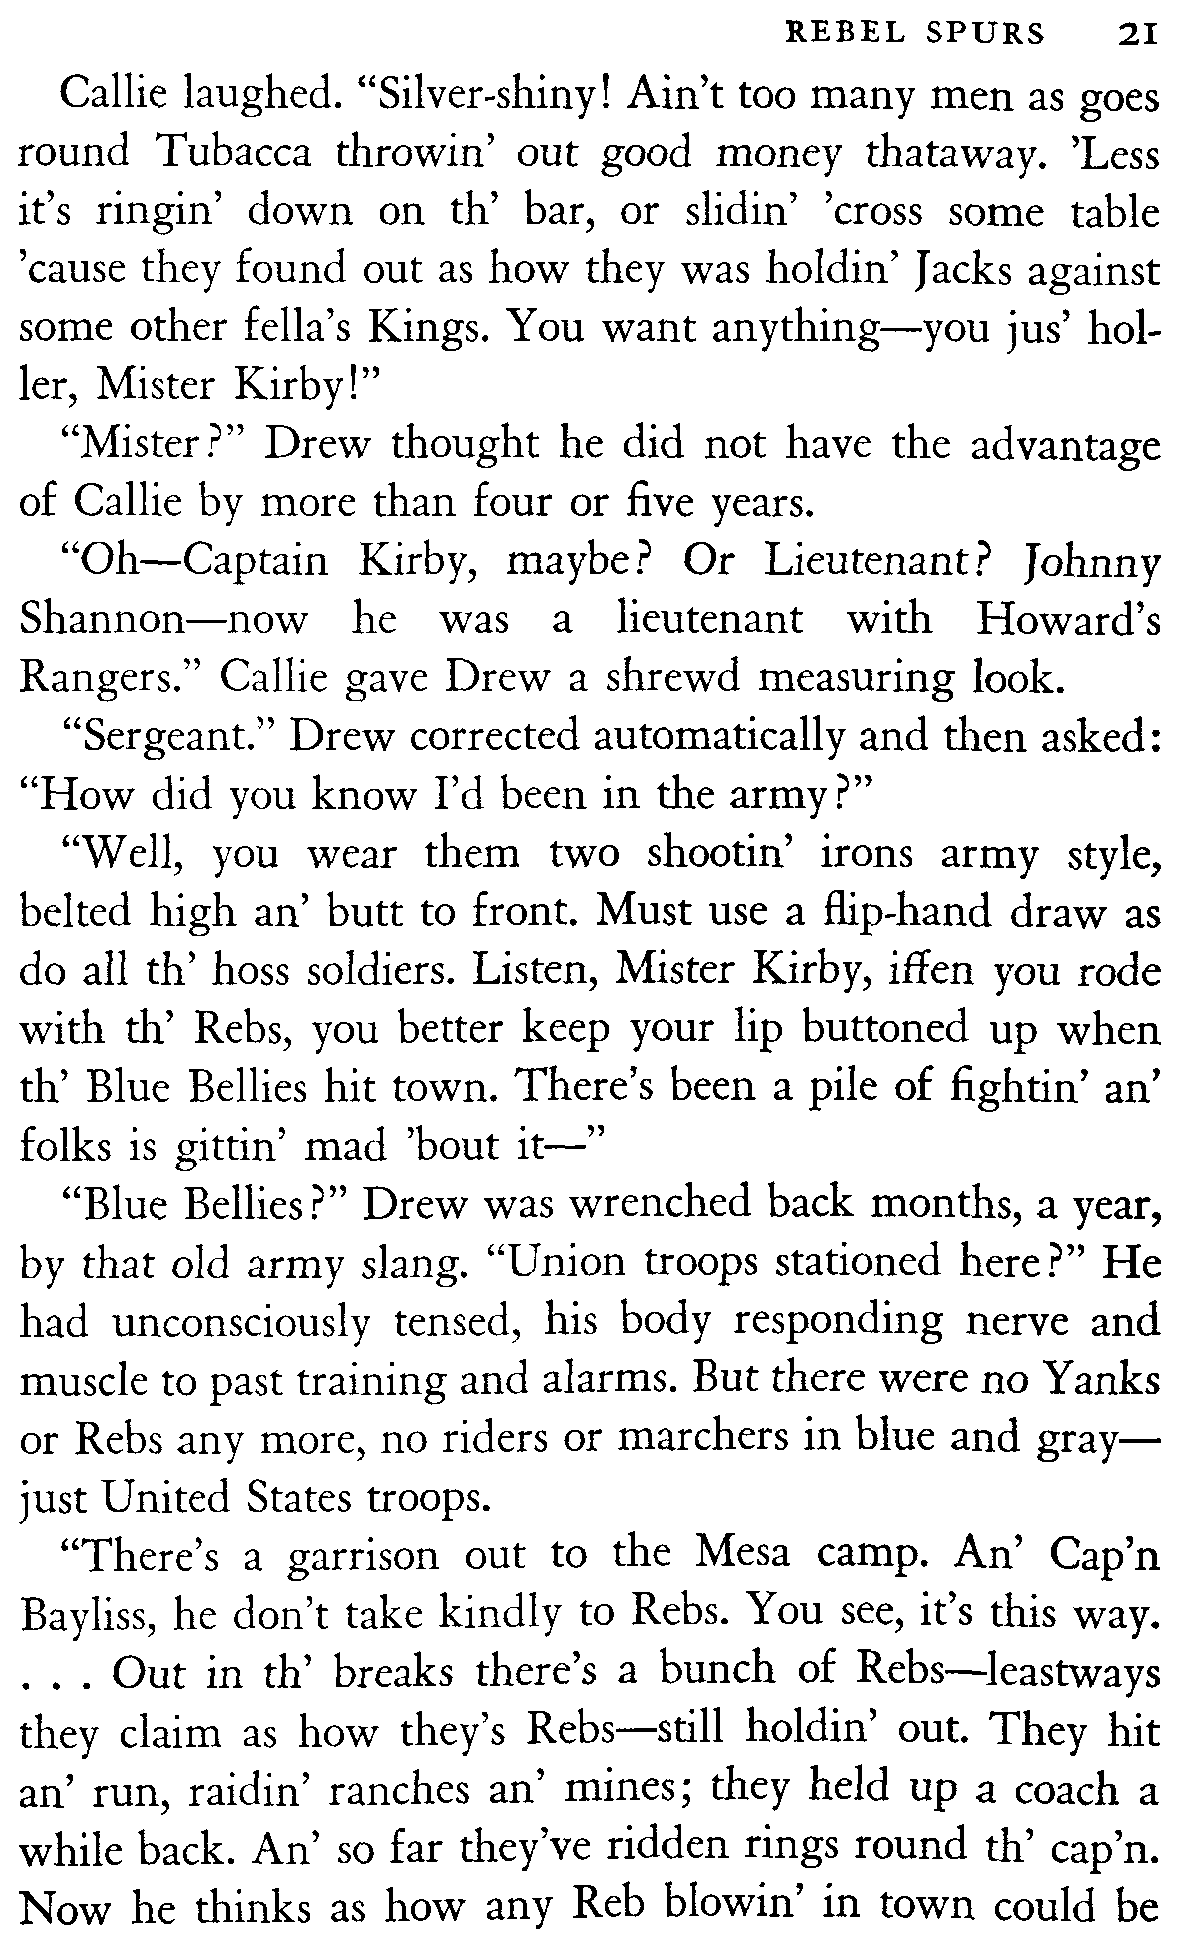 REBEL SPURS 21
Callie laughed. “Silver-shiny! Ain’t too many men as goes
round Tubacca throwin’ out good money thataway. ’Less
it’s ringin’ down on th’ bar, or slidin’ ’cross some table
’cause they found out as how they was holdin’ Jacks against
some other fella’s Kings. You want anything—you jus’ hol-
ler, Mister Kirby!”
“Mister?” Drew thought he did not have the advantage
of Callie by more than four or five years.
“Oh—Captain Kirby, maybe? Or Lieutenant? Johnny
Shannon—now he was a lieutenant with Howard’s
Rangers.” Callie gave Drew a shrewd measuring look.
“Sergeant.” Drew corrected automatically and then asked:
“How did you know I’d been in the army?”
“Well, you wear them two shootin’ irons army style,
belted high an’ butt to front. Must use a flip-hand draw as
do all th’ hoss soldiers. Listen, Mister Kirby, iffen you rode
with th’ Rebs, you better keep your lip buttoned up when
th’ Blue Bellies hit town. There’s been a pile of fightin’ an’
folks is gittin’ mad ’bout it—”
“Blue Bellies?” Drew was wrenched back months, a year,
by that old army slang. “Union troops stationed here?” He
had unconsciously tensed, his body responding nerve and
muscle to past training and alarms. But there were no Yanks
or Rebs any more, no riders or marchers in blue and gray—
just United States troops.
“There’s a garrison out to the Mesa camp. An’ Cap’n
Bayliss, he don’t take kindly to Rebs. You see, it’s this way.
. . . Out in th’ breaks there’s a bunch of Rebs—leastways
they claim as how they’s Rebs—still holdin’ out. They hit
an’ run, raidin’ ranches an’ mines; they held up a coach a
while back. An’ so far they’ve ridden rings round th’ cap’n.
Now he thinks as how any Reb blowin’ in town could be